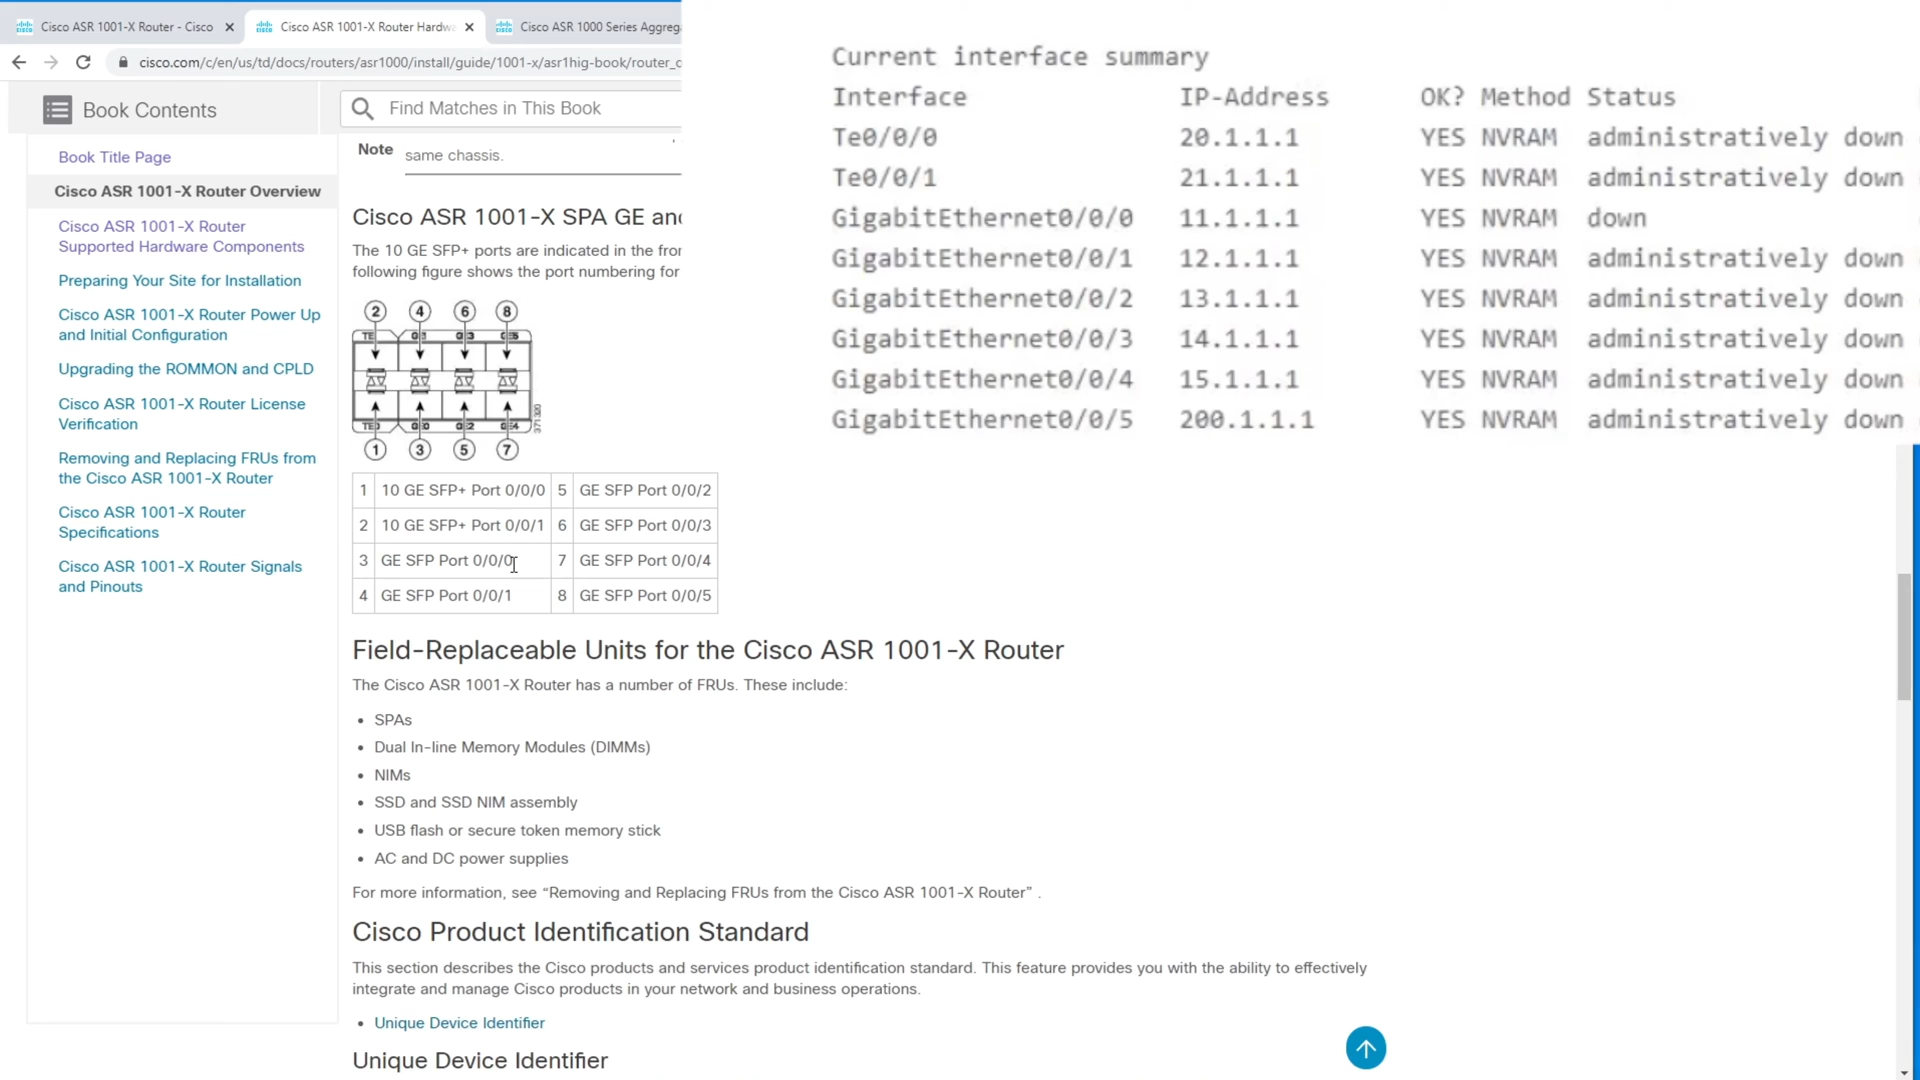 Cisco ASR 1001-X Router - Cisco
Cisco ASR 1001-X Router Hardw
Cisco ASR 1000 Series Aggreg
cisco.com/c/en/us/td/docs/routers/asr1000/install/guide/1001-x/asr1hig-book/router_
Book Contents
Find Matches in This Book
Book Title Page
Cisco ASR 1001-X Router Overview
Cisco ASR 1001-X Router
Supported Hardware Components
Preparing Your Site for Installation
Cisco ASR 1001-X Router Power Up
and Initial Configuration
Upgrading the ROMMON and CPLD
Cisco ASR 1001-X Router License
Verification
Removing and Replacing FRUs from
the Cisco ASR 1001-X Router
Cisco ASR 1001-X Router
Specifications
Cisco ASR 1001-X Router Signals
and Pinouts
Note same chassis.
Cisco ASR 1001-X SPA GE and
The 10 GE SFP+ ports are indicated in the fron
following figure shows the port numbering for
2 4 6 8
GE3 GE5
GE0 GE2 GE4
371320
1 3 5 7
1 10 GE SFP+ Port 0/0/0 5 GE SFP Port 0/0/2
2 10 GE SFP+ Port 0/0/1 6 GE SFP Port 0/0/3
3 GE SFP Port 0/0/0 7 GE SFP Port 0/0/4
4 GE SFP Port 0/0/1 8 GE SFP Port 0/0/5
Field-Replaceable Units for the Cisco ASR 1001-X Router
The Cisco ASR 1001-X Router has a number of FRUs. These include:
• SPAs
• Dual In-line Memory Modules (DIMMs)
• NIMs
• SSD and SSD NIM assembly
• USB flash or secure token memory stick
• AC and DC power supplies
For more information, see “Removing and Replacing FRUs from the Cisco ASR 1001-X Router” .
Cisco Product Identification Standard
This section describes the Cisco products and services product identification standard. This feature provides you with the ability to effectively
integrate and manage Cisco products in your network and business operations.
• Unique Device Identifier
Unique Device Identifier
Current interface summary
Interface IP-Address OK? Method Status
Te0/0/0 20.1.1.1 YES NVRAM administratively down
Te0/0/1 21.1.1.1 YES NVRAM administratively down
GigabitEthernet0/0/0 11.1.1.1 YES NVRAM down
GigabitEthernet0/0/1 12.1.1.1 YES NVRAM administratively down
GigabitEthernet0/0/2 13.1.1.1 YES NVRAM administratively down
GigabitEthernet0/0/3 14.1.1.1 YES NVRAM administratively down
GigabitEthernet0/0/4 15.1.1.1 YES NVRAM administratively down
GigabitEthernet0/0/5 200.1.1.1 YES NVRAM administratively down